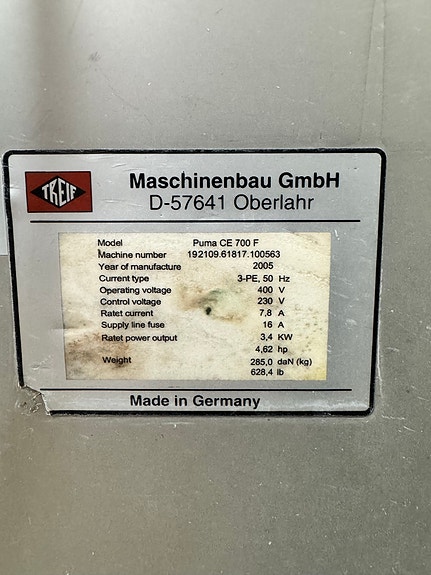 TREIF
Maschinenbau GmbH
D-57641 Oberlahr
Model Puma CE 700 F
Machine number 192109.61817.100563
Year of manufacture 2005
Current type 3-PE, 50 Hz
Operating voltage 400 V
Control voltage 230 V
Ratet current 7,8 A
Supply line fuse 16 A
Ratet power output 3,4 KW
4,62 hp
Weight 285,0 daN (kg)
628,4 lb
Made in Germany